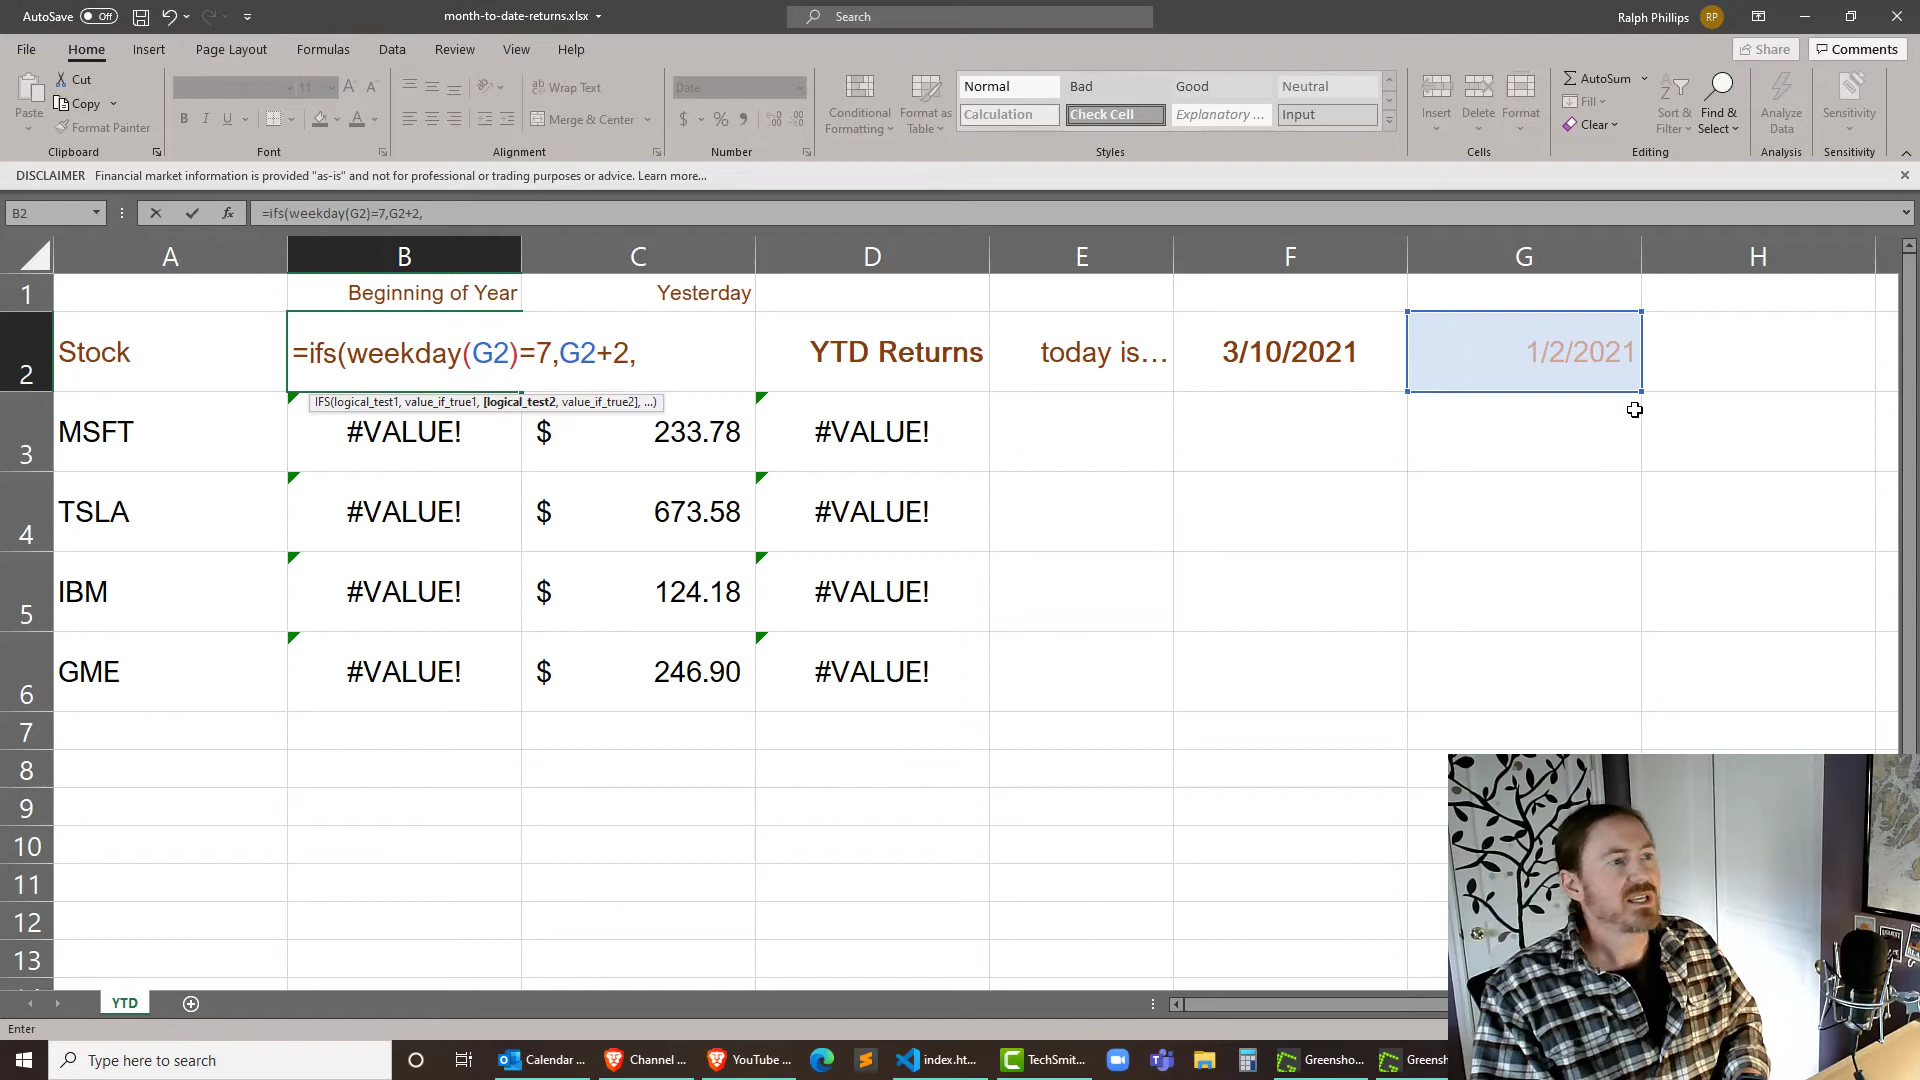 AutoSave Off month-to-date-returns.xlsx Search Ralph Phillips RP
File Home Insert Page Layout Formulas Data Review View Help Share Comments
Paste Cut Copy Format Painter
11
Wrap Text
Merge & Center
Date
$ % 9
Conditional Formatting Format as Table
Normal Bad Good Neutral
Calculation Check Cell Explanatory ... Input
Insert Delete Format
AutoSum Fill Clear Sort & Filter Find & Select
Analyze Data Sensitivity
Clipboard Font Alignment Number Styles Cells Editing Analysis Sensitivity
DISCLAIMER Financial market information is provided "as-is" and not for professional or trading purposes or advice. Learn more...
B2 fx =ifs(weekday(G2)=7,G2+2,
A B C D E F G H
1 Beginning of Year Yesterday
2 Stock =ifs(weekday(G2)=7,G2+2, YTD Returns today is... 3/10/2021 1/2/2021
IFS(logical_test1, value_if_true1, [logical_test2, value_if_true2], ...)
3 MSFT #VALUE! $ 233.78 #VALUE!
4 TSLA #VALUE! $ 673.58 #VALUE!
5 IBM #VALUE! $ 124.18 #VALUE!
6 GME #VALUE! $ 246.90 #VALUE!
7
8
9
10
11
12
13
YTD
Enter
Type here to search Calendar ... Channel ... YouTube ... index.ht... TechSmit... Greensho... Greensh